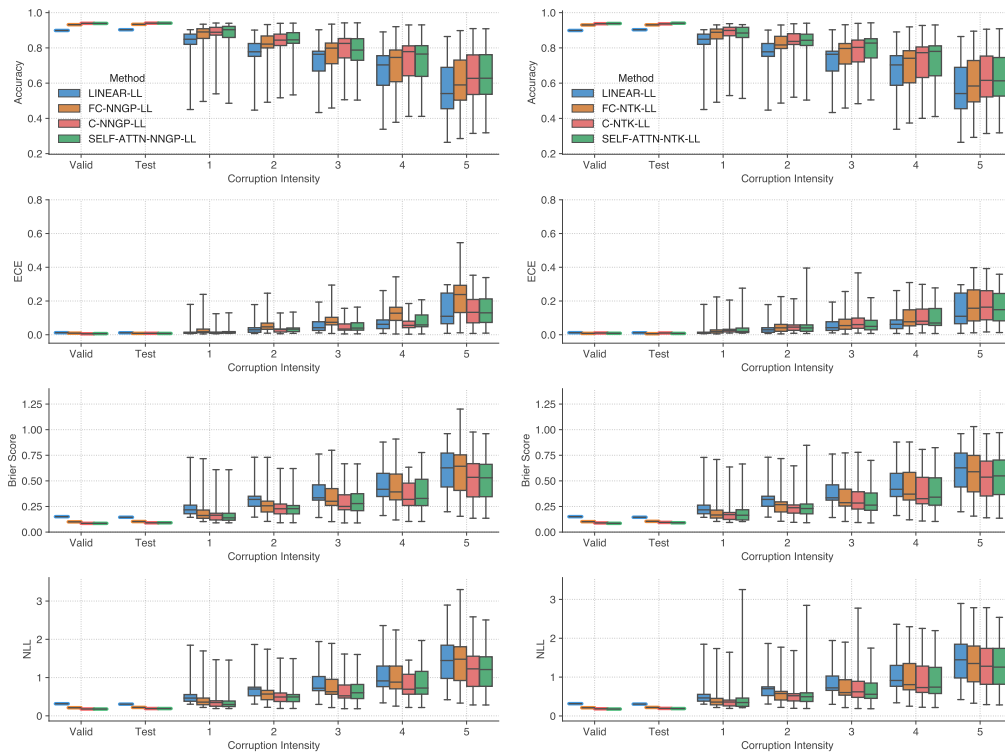 Accuracy
1.0
0.8
0.6
0.4
0.2
Method
LINEAR-LL
FC-NNGP-LL
C-NNGP-LL
SELF-ATTN-NNGP-LL
Valid Test 1 2 3 4 5
Corruption Intensity
Accuracy
1.0
0.8
0.6
0.4
0.2
Method
LINEAR-LL
FC-NTK-LL
C-NTK-LL
SELF-ATTN-NTK-LL
Valid Test 1 2 3 4 5
Corruption Intensity
ECE
0.8
0.6
0.4
0.2
0.0
Valid Test 1 2 3 4 5
Corruption Intensity
ECE
0.8
0.6
0.4
0.2
0.0
Valid Test 1 2 3 4 5
Corruption Intensity
Brier Score
1.25
1.00
0.75
0.50
0.25
0.00
Valid Test 1 2 3 4 5
Corruption Intensity
Brier Score
1.25
1.00
0.75
0.50
0.25
0.00
Valid Test 1 2 3 4 5
Corruption Intensity
NLL
3
2
1
0
Valid Test 1 2 3 4 5
Corruption Intensity
NLL
3
2
1
0
Valid Test 1 2 3 4 5
Corruption Intensity